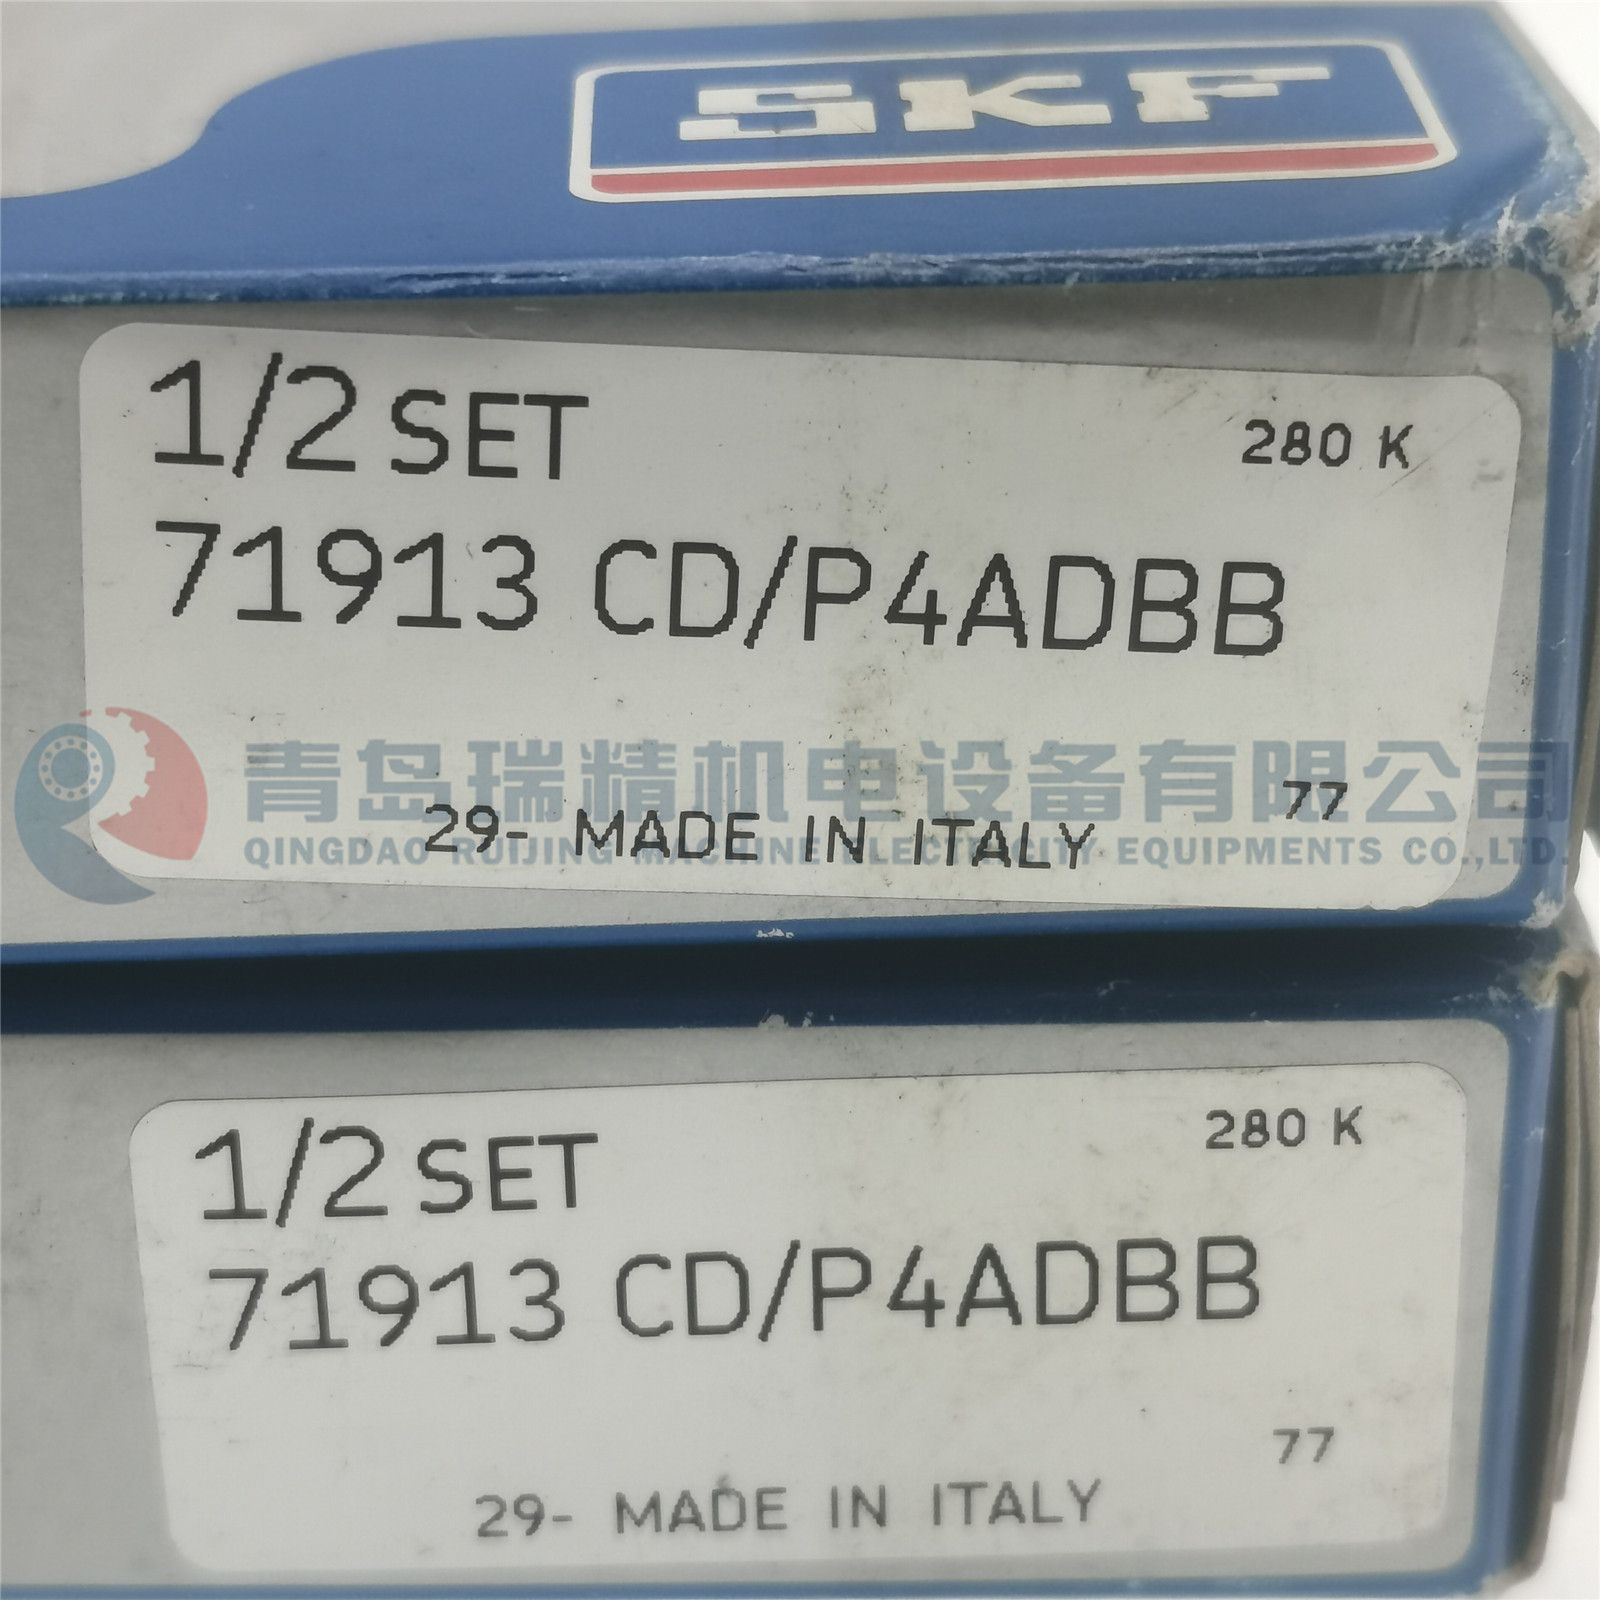 SKF
1/2 SET
280 K
71913 CD/P4ADBB
77
青岛瑞精机电设备有限公司
29- MADE IN ITALY
QINGDAO RUIJING MACHINE ELECTRICITY EQUIPMENTS CO.,LTD.
1/2 SET
280 K
71913 CD/P4ADBB
77
29- MADE IN ITALY